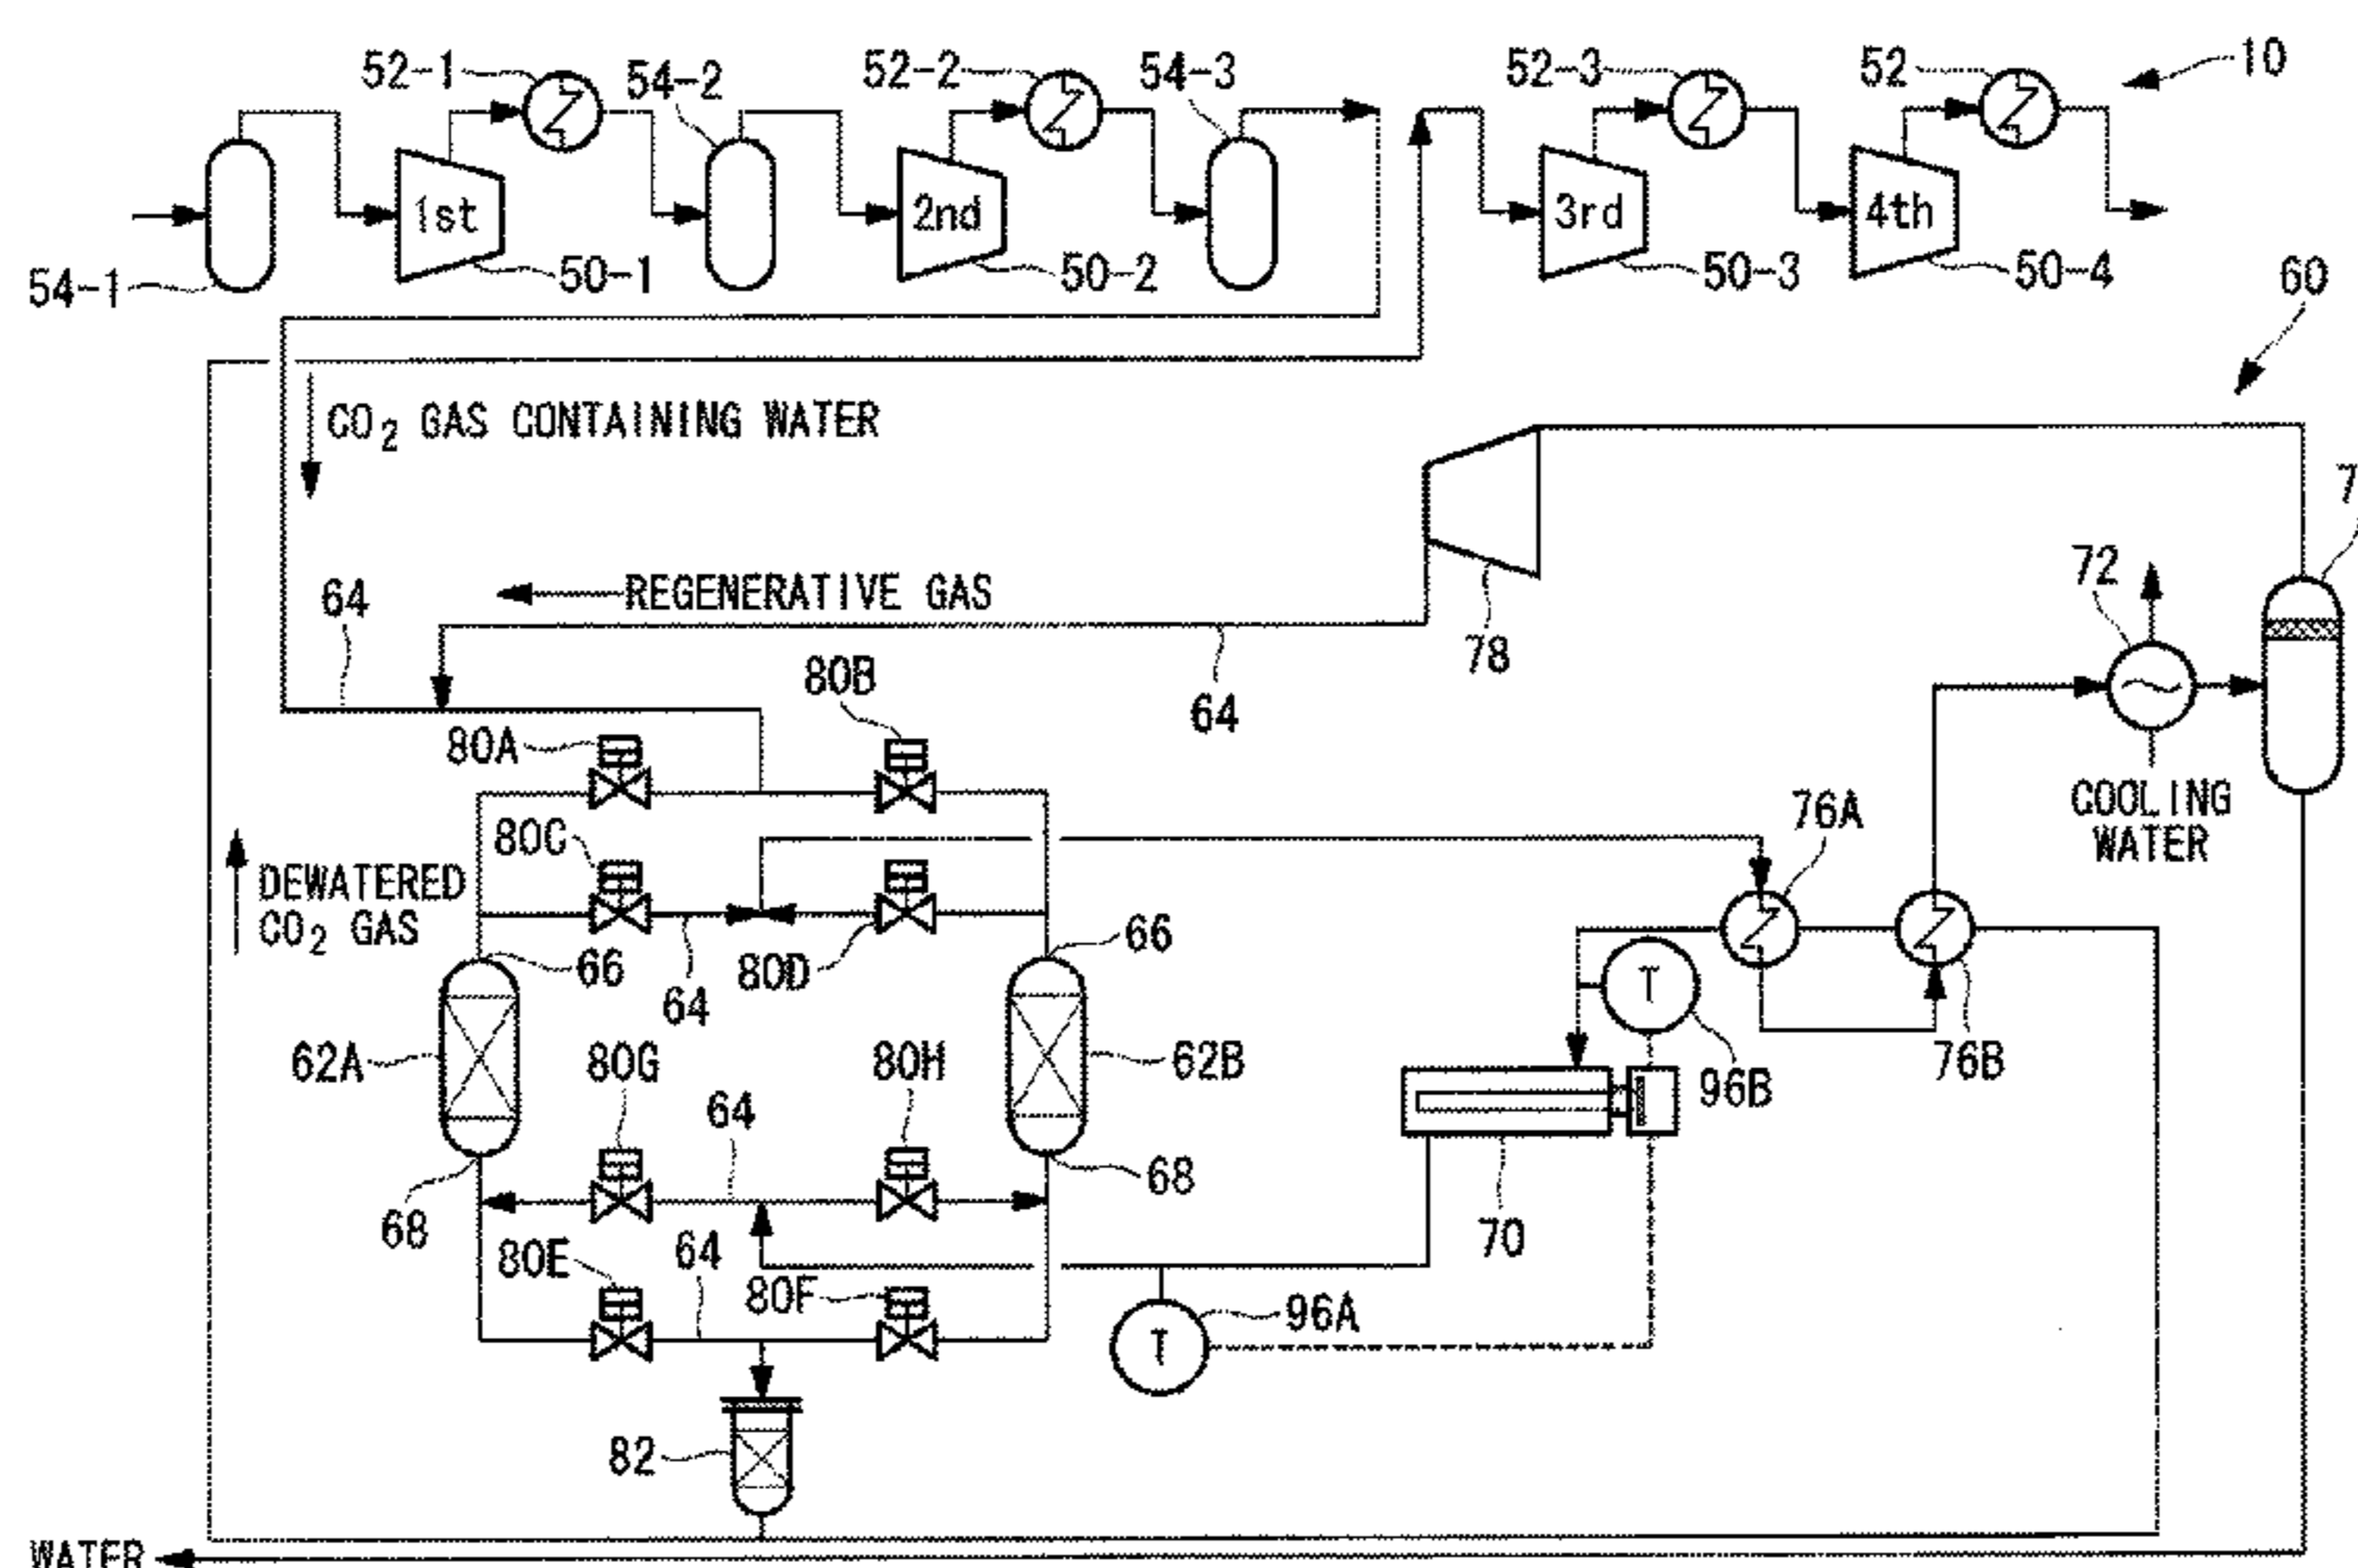 52-1
54-2
52-2
54-3
52-3
52
10
1st
2nd
3rd
4th
54-1
50-1
50-2
50-3
50-4
60
CO2 GAS CONTAINING WATER
7
72
64
REGENERATIVE GAS
78
80B
64
80A
COOLING
WATER
76A
80C
DEWATERED
CO2 GAS
66
64
80D
66
62A
80G
80H
62B
76B
96B
64
68
68
70
80E
64
80F
96A
T
T
82
WATER